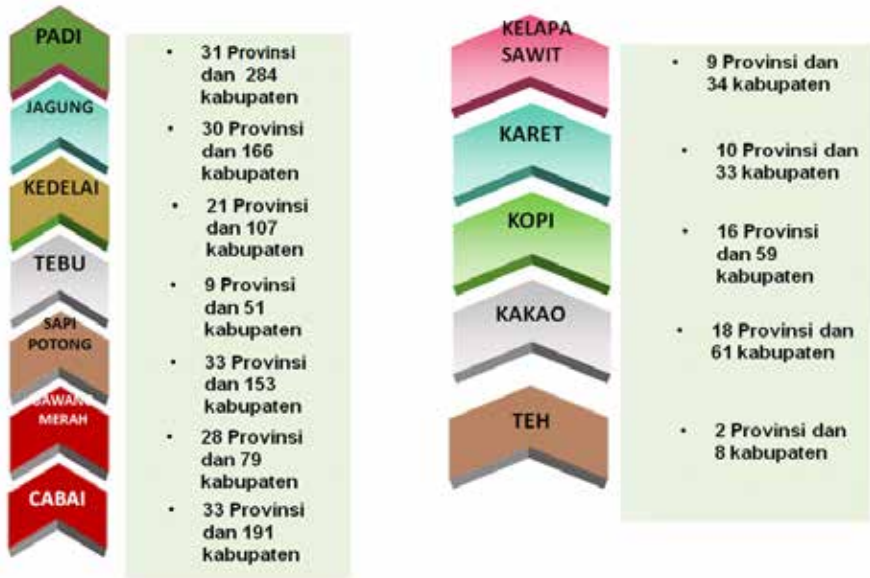 PADI
JAGUNG
KEDELAI
TEBU
SAPI
POTONG
BAWANG
MERAH
CABAI
• 31 Provinsi
dan 284
kabupaten
• 30 Provinsi
dan 166
kabupaten
• 21 Provinsi
dan 107
kabupaten
• 9 Provinsi
dan 51
kabupaten
• 33 Provinsi
dan 153
kabupaten
• 28 Provinsi
dan 79
kabupaten
• 33 Provinsi
dan 191
kabupaten
KELAPA
SAWIT
KARET
KOPI
KAKAO
TEH
• 9 Provinsi dan
34 kabupaten
• 10 Provinsi dan
33 kabupaten
• 16 Provinsi
dan 59
kabupaten
• 18 Provinsi dan
61 kabupaten
• 2 Provinsi dan
8 kabupaten